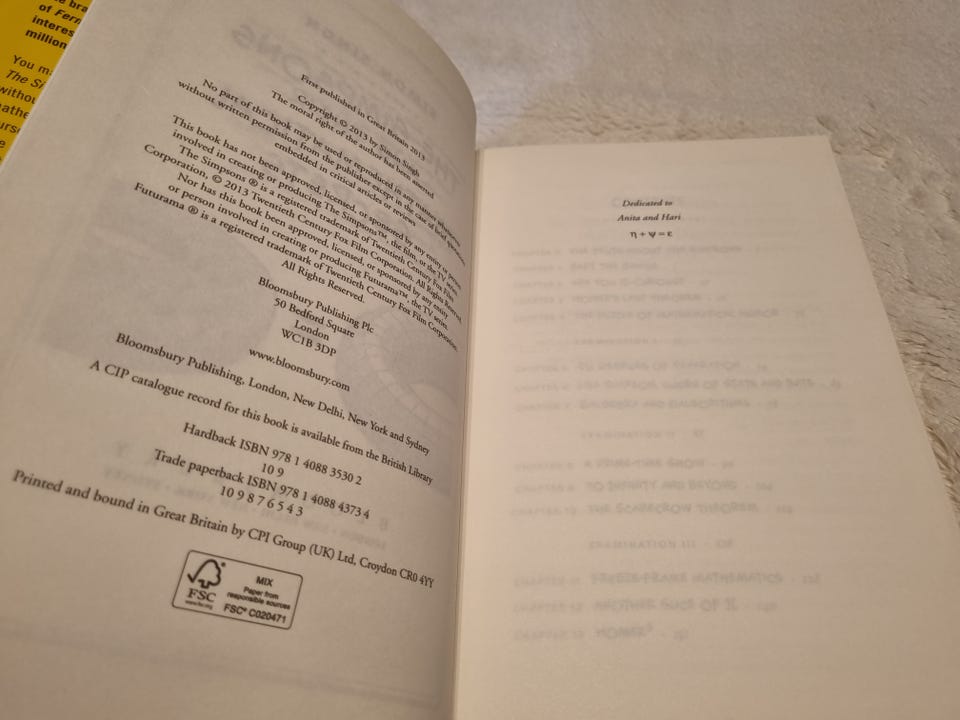 of Fern
interes
million
You m
The Si
First published in Great Britain 2013
Copyright © 2013 by Simon Singh
The moral right of the author has been asserted
No part of this book may be used or reproduced in any manner whatsoever
without written permission from the publisher except in the case of brief quotations
embedded in critical articles or reviews
This book has not been approved, licensed, or sponsored by any entity or person
involved in creating or producing The Simpsons™, the film, or the TV series.
The Simpsons ® is a registered trademark of Twentieth Century Fox Film
Corporation, © 2013 Twentieth Century Fox Film Corporation. All Rights Reserved.
Nor has this book been approved, licensed, or sponsored by any entity
or person involved in creating or producing Futurama™, the TV series.
Futurama ® is a registered trademark of Twentieth Century Fox Film Corporation.
All Rights Reserved.
Bloomsbury Publishing Plc
50 Bedford Square
London
WC1B 3DP
www.bloomsbury.com
Bloomsbury Publishing, London, New Delhi, New York and Sydney
A CIP catalogue record for this book is available from the British Library
Hardback ISBN 978 1 4088 3530 2
10 9
Trade paperback ISBN 978 1 4088 4373 4
10 9 8 7 6 5 4 3
Printed and bound in Great Britain by CPI Group (UK) Ltd, Croydon CR0 4YY
FSC
www.fsc.org
MIX
Paper from
responsible sources
FSC® C020471
Dedicated to
Anita and Hari
η + ψ = ε